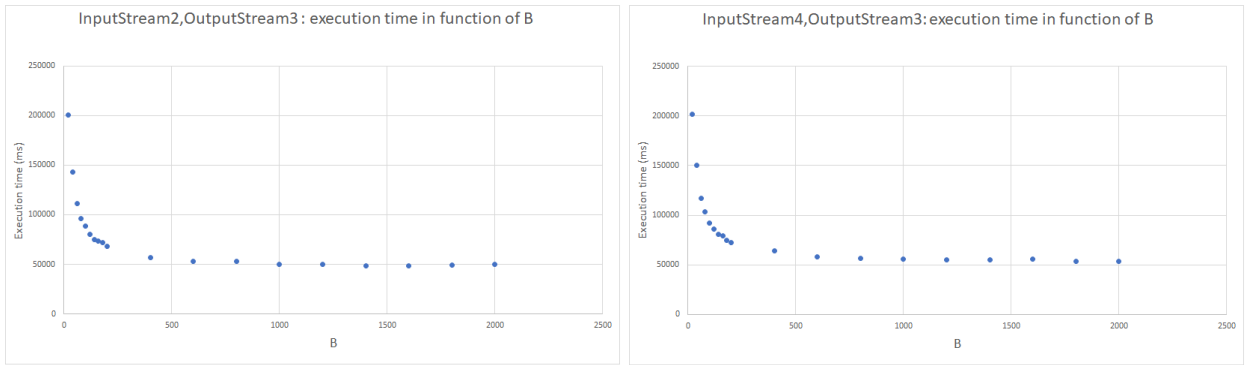 InputStream2,OutputStream3 : execution time in function of B
250000
200000
150000
100000
50000
0
Execution time (ms)
0 500 1000 1500 2000 2500
B
InputStream4,OutputStream3: execution time in function of B
250000
200000
150000
100000
50000
0
Execution time (ms)
0 500 1000 1500 2000 2500
B